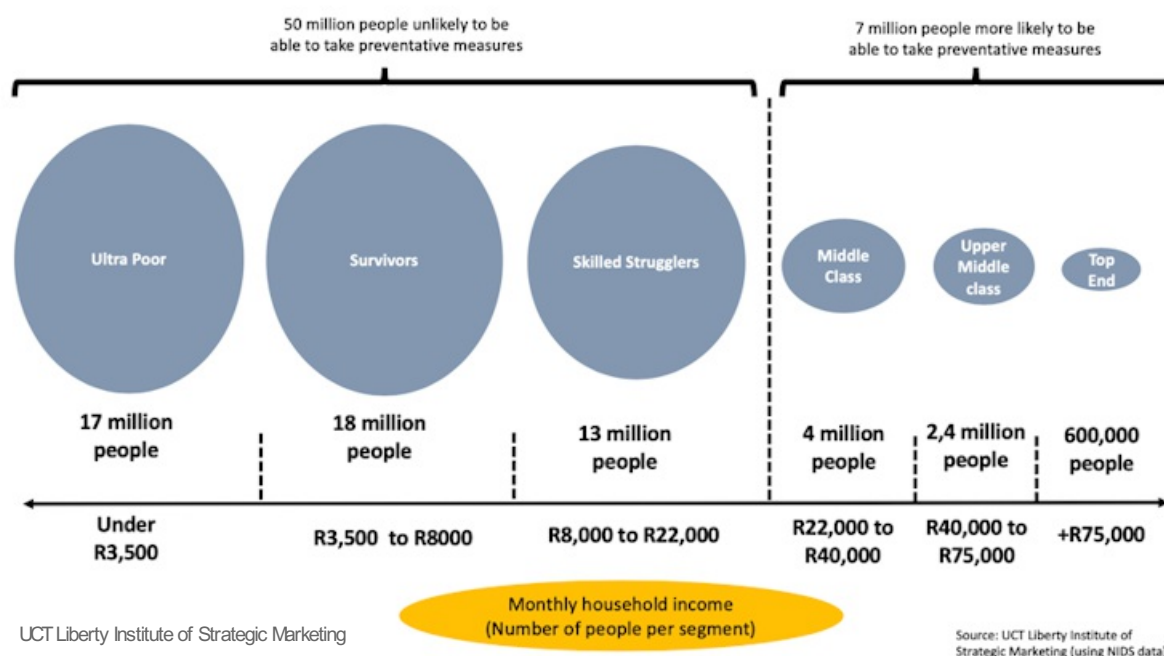 50 million people unlikely to be
able to take preventative measures
7 million people more likely to be
able to take preventative measures
Ultra Poor
Survivors
Skilled Strugglers
Middle
Class
Upper
Middle
class
Top
End
17 million
people
18 million
people
13 million
people
4 million
people
2,4 million
people
600,000
people
Under
R3,500
R3,500 to R8000
R8,000 to R22,000
R22,000 to
R40,000
R40,000 to
R75,000
+R75,000
Monthly household income
(Number of people per segment)
UCT Liberty Institute of Strategic Marketing
Source: UCT Liberty Institute of
Strategic Marketing (using NIDS data)